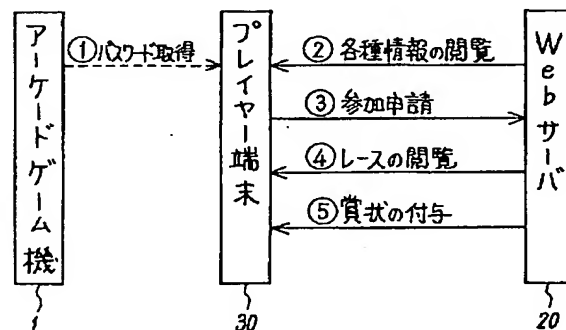 アーケードゲーム機
①パスワード取得
プレイヤー端末
②各種情報の閲覧
③参加申請
④レースの閲覧
⑤賞状の付与
Webサーバ
1
30
20